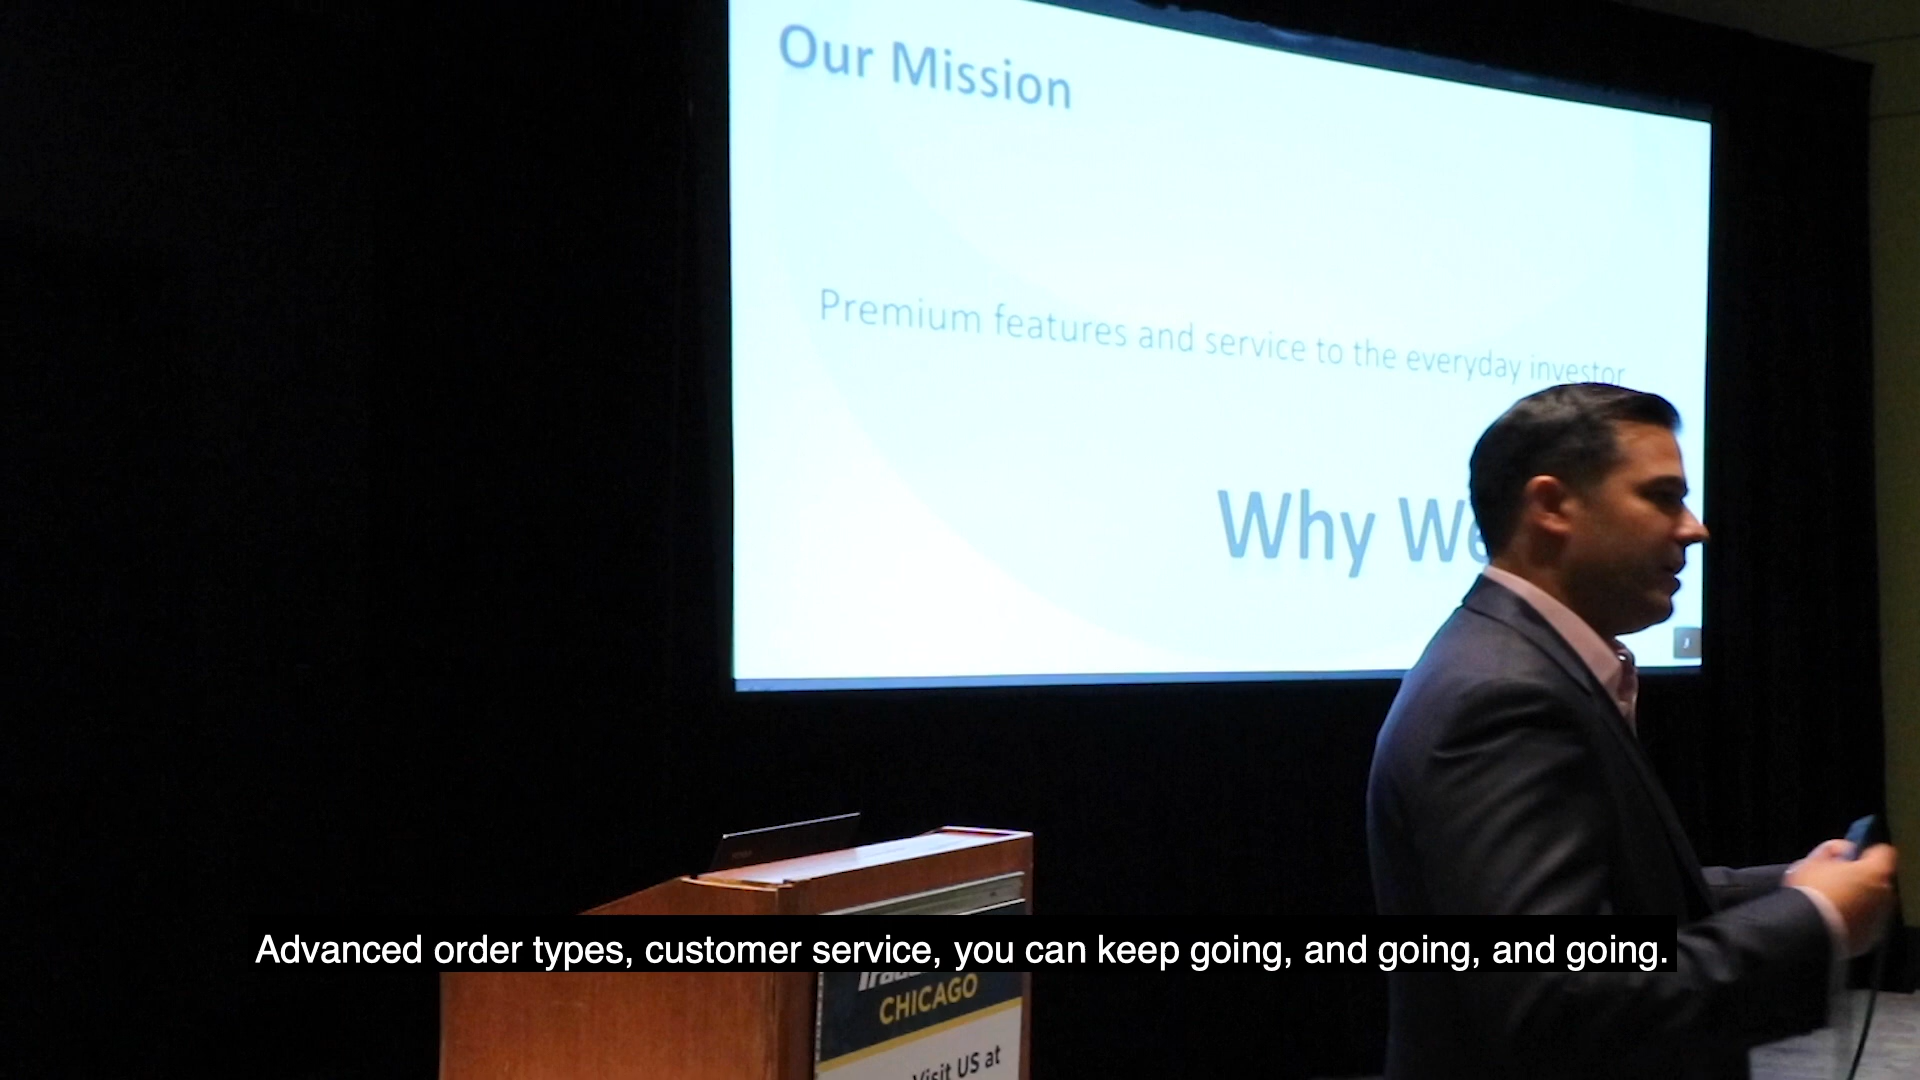 Our Mission
Premium features and service to the everyday investor
Why We
Advanced order types, customer service, you can keep going, and going, and going.
CHICAGO
Visit US at